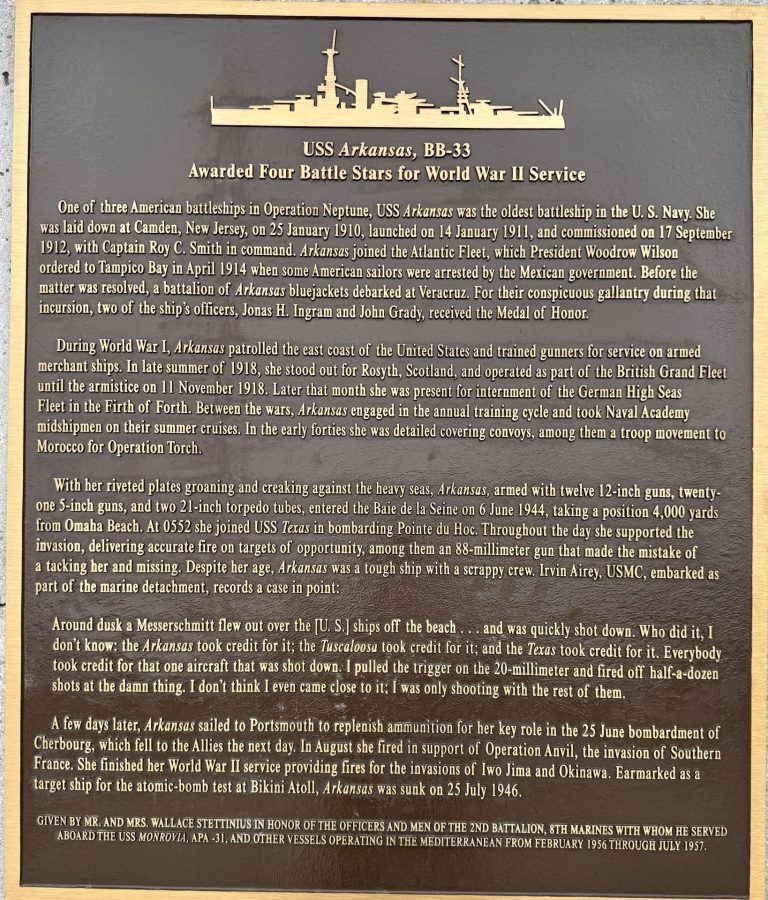 USS Arkansas, BB-33
Awarded Four Battle Stars for World War II Service
One of three American battleships in Operation Neptune, USS Arkansas was the oldest battleship in the U. S. Navy. She
was laid down at Camden, New Jersey, on 25 January 1910, launched on 14 January 1911, and commissioned on 17 September
1912, with Captain Roy C. Smith in command. Arkansas joined the Atlantic Fleet, which President Woodrow Wilson
ordered to Tampico Bay in April 1914 when some American sailors were arrested by the Mexican government. Before the
matter was resolved, a battalion of Arkansas bluejackets debarked at Veracruz. For their conspicuous gallantry during that
incursion, two of the ship's officers, Jonas H. Ingram and John Grady, received the Medal of Honor.
During World War I, Arkansas patrolled the east coast of the United States and trained gunners for service on armed
merchant ships. In late summer of 1918, she stood out for Rosyth, Scotland, and operated as part of the British Grand Fleet
until the armistice on 11 November 1918. Later that month she was present for internment of the German High Seas
Fleet in the Firth of Forth. Between the wars, Arkansas engaged in the annual training cycle and took Naval Academy
midshipmen on their summer cruises. In the early forties she was detailed covering convoys, among them a troop movement to
Morocco for Operation Torch.
With her riveted plates groaning and creaking against the heavy seas, Arkansas, armed with twelve 12-inch guns, twenty-
one 5-inch guns, and two 21-inch torpedo tubes, entered the Baie de la Seine on 6 June 1944, taking a position 4,000 yards
from Omaha Beach. At 0552 she joined USS Texas in bombarding Pointe du Hoc. Throughout the day she supported the
invasion, delivering accurate fire on targets of opportunity, among them an 88-millimeter gun that made the mistake of
a tacking her and missing. Despite her age, Arkansas was a tough ship with a scrappy crew. Irvin Airey, USMC, embarked as
part of the marine detachment, records a case in point:
Around dusk a Messerschmitt flew out over the [U. S.] ships off the beach . . . and was quickly shot down. Who did it, I
don't know: the Arkansas took credit for it; the Tuscaloosa took credit for it; and the Texas took credit for it. Everybody
took credit for that one aircraft that was shot down. I pulled the trigger on the 20-millimeter and fired off half-a-dozen
shots at the damn thing. I don't think I even came close to it; I was only shooting with the rest of them.
A few days later, Arkansas sailed to Portsmouth to replenish ammunition for her key role in the 25 June bombardment of
Cherbourg, which fell to the Allies the next day. In August she fired in support of Operation Anvil, the invasion of Southern
France. She finished her World War II service providing fires for the invasions of Iwo Jima and Okinawa. Earmarked as a
target ship for the atomic-bomb test at Bikini Atoll, Arkansas was sunk on 25 July 1946.
GIVEN BY MR. AND MRS. WALLACE STETTINIUS IN HONOR OF THE OFFICERS AND MEN OF THE 2ND BATTALION, 8TH MARINES WITH WHOM HE SERVED
ABOARD THE USS MONROVIA, APA -31, AND OTHER VESSELS OPERATING IN THE MEDITERRANEAN FROM FEBRUARY 1956 THROUGH JULY 1957.